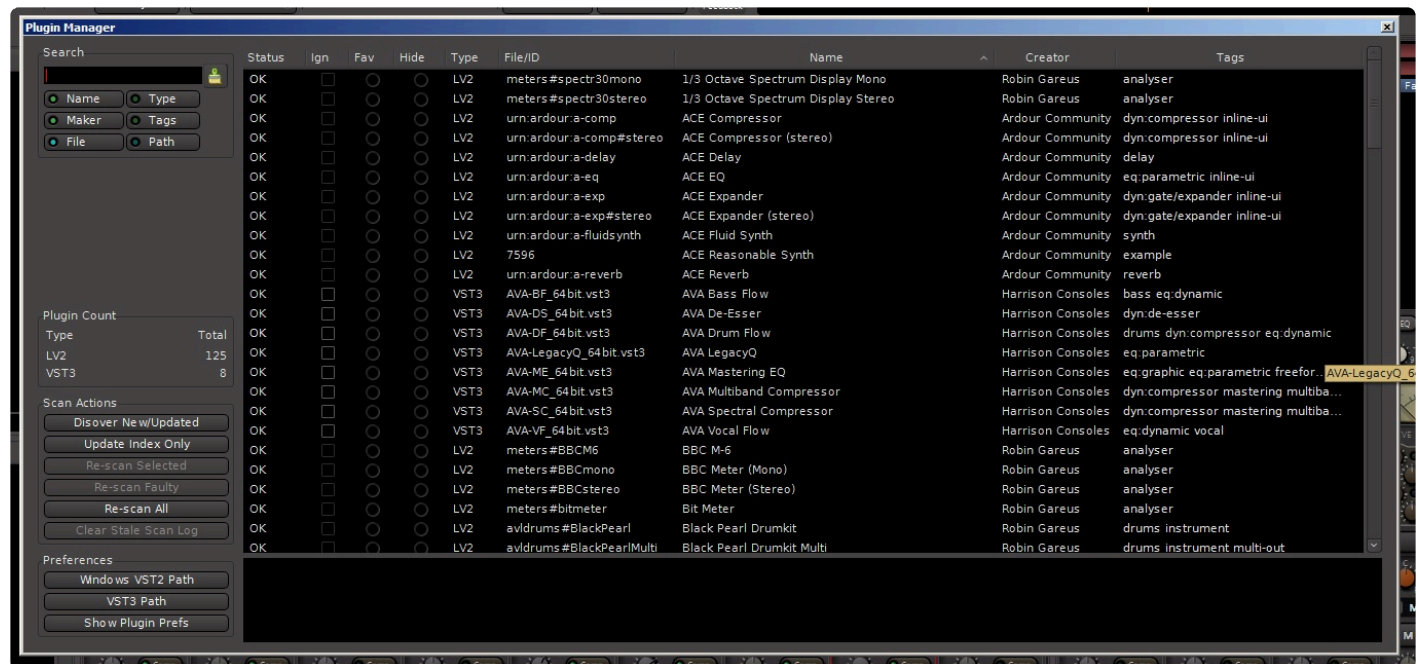 Feedback
Plugin Manager
Search
Name Type
Maker Tags
File Path
Plugin Count
Type Total
LV2 125
VST3 8
Scan Actions
Disover New/Updated
Update Index Only
Re-scan Selected
Re-scan Faulty
Re-scan All
Clear Stale Scan Log
Preferences
Windows VST2 Path
VST3 Path
Show Plugin Prefs
Status Ign Fav Hide Type File/ID Name Creator Tags
OK LV2 meters#spectr30mono 1/3 Octave Spectrum Display Mono Robin Gareus analyser
OK LV2 meters#spectr30stereo 1/3 Octave Spectrum Display Stereo Robin Gareus analyser
OK LV2 urn:ardour:a-comp ACE Compressor Ardour Community dyn:compressor inline-ui
OK LV2 urn:ardour:a-comp#stereo ACE Compressor (stereo) Ardour Community dyn:compressor inline-ui
OK LV2 urn:ardour:a-delay ACE Delay Ardour Community delay
OK LV2 urn:ardour:a-eq ACE EQ Ardour Community eq:parametric inline-ui
OK LV2 urn:ardour:a-exp ACE Expander Ardour Community dyn:gate/expander inline-ui
OK LV2 urn:ardour:a-exp#stereo ACE Expander (stereo) Ardour Community dyn:gate/expander inline-ui
OK LV2 urn:ardour:a-fluidsynth ACE Fluid Synth Ardour Community synth
OK LV2 7596 ACE Reasonable Synth Ardour Community example
OK LV2 urn:ardour:a-reverb ACE Reverb Ardour Community reverb
OK VST3 AVA-BF_64bit.vst3 AVA Bass Flow Harrison Consoles bass eq:dynamic
OK VST3 AVA-DS_64bit.vst3 AVA De-Esser Harrison Consoles dyn:de-esser
OK VST3 AVA-DF_64bit.vst3 AVA Drum Flow Harrison Consoles drums dyn:compressor eq:dynamic
OK VST3 AVA-LegacyQ_64bit.vst3 AVA LegacyQ Harrison Consoles eq:parametric
OK VST3 AVA-ME_64bit.vst3 AVA Mastering EQ Harrison Consoles eq:graphic eq:parametric freefor... AVA-LegacyQ_6
OK VST3 AVA-MC_64bit.vst3 AVA Multiband Compressor Harrison Consoles dyn:compressor mastering multiba...
OK VST3 AVA-SC_64bit.vst3 AVA Spectral Compressor Harrison Consoles dyn:compressor mastering multiba...
OK VST3 AVA-VF_64bit.vst3 AVA Vocal Flow Harrison Consoles eq:dynamic vocal
OK LV2 meters#BBCM6 BBC M-6 Robin Gareus analyser
OK LV2 meters#BBCmono BBC Meter (Mono) Robin Gareus analyser
OK LV2 meters#BBCstereo BBC Meter (Stereo) Robin Gareus analyser
OK LV2 meters#bitmeter Bit Meter Robin Gareus analyser
OK LV2 avldrums#BlackPearl Black Pearl Drumkit Robin Gareus drums instrument
OK LV2 avldrums#BlackPearlMulti Black Pearl Drumkit Multi Robin Gareus drums instrument multi-out